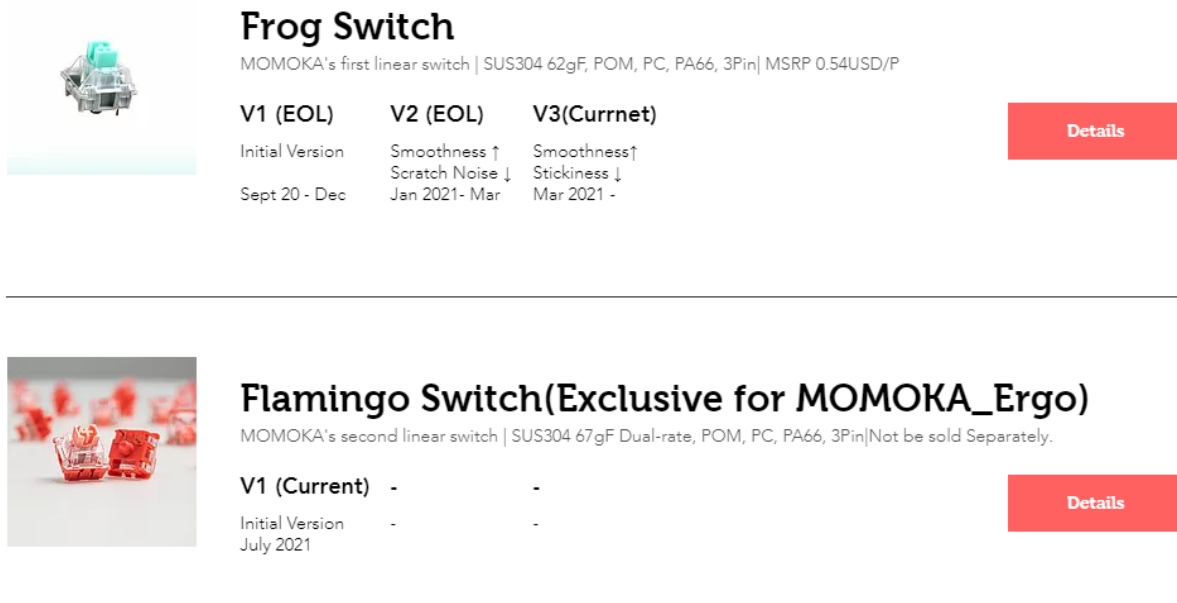 Frog Switch
MOMOKA's first linear switch | SUS304 62gF, POM, PC, PA66, 3Pin| MSRP 0.54USD/P
V1 (EOL) V2 (EOL) V3(Currnet)
Initial Version Smoothness ↑ Smoothness↑
Scratch Noise ↓ Stickiness ↓
Sept 20 - Dec Jan 2021- Mar Mar 2021 -
Details
Flamingo Switch(Exclusive for MOMOKA_Ergo)
MOMOKA's second linear switch | SUS304 67gF Dual-rate, POM, PC, PA66, 3Pin|Not be sold Separately.
V1 (Current) - -
Initial Version - -
July 2021
Details